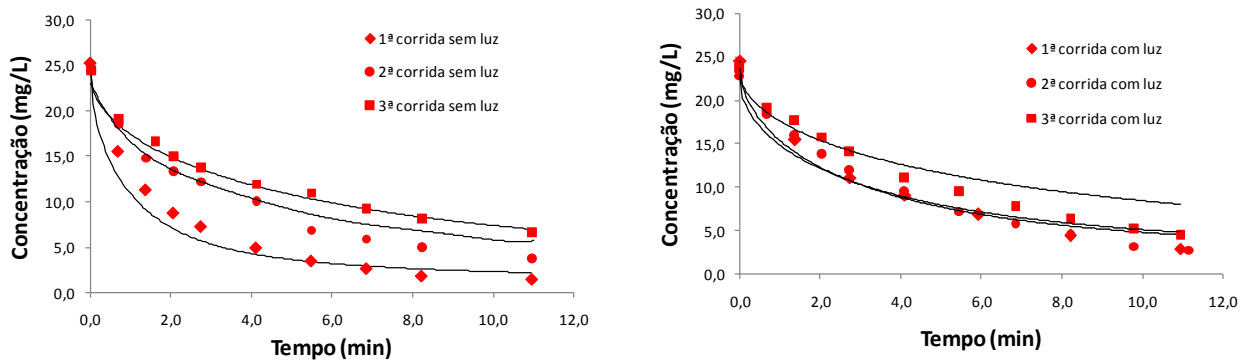 30,0
25,0
20,0
15,0
10,0
5,0
0,0
Concentração (mg/L)
1ª corrida sem luz
2ª corrida sem luz
3ª corrida sem luz
0,0 2,0 4,0 6,0 8,0 10,0 12,0
Tempo (min)
30,0
25,0
20,0
15,0
10,0
5,0
0,0
Concentração (mg/L)
1ª corrida com luz
2ª corrida com luz
3ª corrida com luz
0,0 2,0 4,0 6,0 8,0 10,0 12,0
Tempo (min)